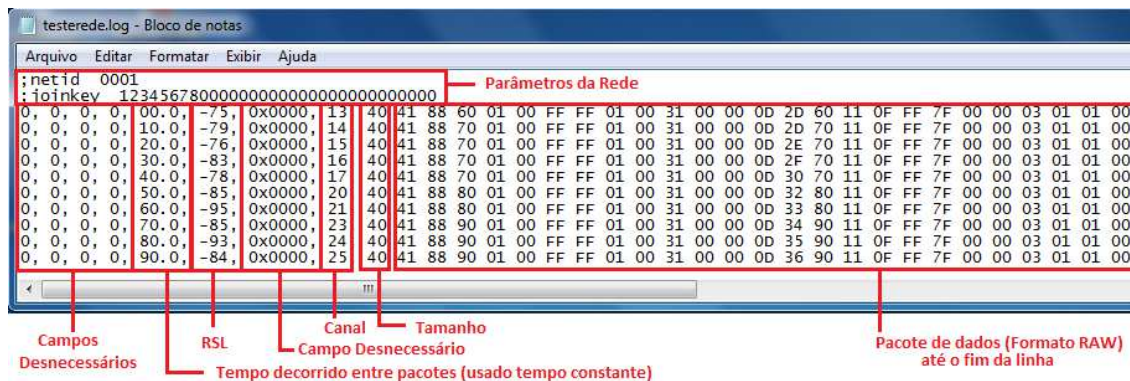 testerede.log - Bloco de notas
Arquivo Editar Formatar Exibir Ajuda
;netid 0001
;joinkey 12345678000000000000000000000000
Parâmetros da Rede
0, 0, 0, 0, 00.0, -75, 0x0000, 13 40 41 88 60 01 00 FF FF 01 00 31 00 00 0D 2D 60 11 0F FF 7F 00 00 03 01 01 00
0, 0, 0, 0, 10.0, -79, 0x0000, 14 40 41 88 70 01 00 FF FF 01 00 31 00 00 0D 2D 70 11 0F FF 7F 00 00 03 01 01 00
0, 0, 0, 0, 20.0, -76, 0x0000, 15 40 41 88 70 01 00 FF FF 01 00 31 00 00 0D 2E 70 11 0F FF 7F 00 00 03 01 01 00
0, 0, 0, 0, 30.0, -83, 0x0000, 16 40 41 88 70 01 00 FF FF 01 00 31 00 00 0D 2F 70 11 0F FF 7F 00 00 03 01 01 00
0, 0, 0, 0, 40.0, -78, 0x0000, 17 40 41 88 70 01 00 FF FF 01 00 31 00 00 0D 30 70 11 0F FF 7F 00 00 03 01 01 00
0, 0, 0, 0, 50.0, -85, 0x0000, 20 40 41 88 80 01 00 FF FF 01 00 31 00 00 0D 32 80 11 0F FF 7F 00 00 03 01 01 00
0, 0, 0, 0, 60.0, -95, 0x0000, 21 40 41 88 80 01 00 FF FF 01 00 31 00 00 0D 33 80 11 0F FF 7F 00 00 03 01 01 00
0, 0, 0, 0, 70.0, -85, 0x0000, 23 40 41 88 90 01 00 FF FF 01 00 31 00 00 0D 34 90 11 0F FF 7F 00 00 03 01 01 00
0, 0, 0, 0, 80.0, -93, 0x0000, 24 40 41 88 90 01 00 FF FF 01 00 31 00 00 0D 35 90 11 0F FF 7F 00 00 03 01 01 00
0, 0, 0, 0, 90.0, -84, 0x0000, 25 40 41 88 90 01 00 FF FF 01 00 31 00 00 0D 36 90 11 0F FF 7F 00 00 03 01 01 00
Campos
Desnecessários
RSL
Canal
Tamanho
Campo Desnecessário
Tempo decorrido entre pacotes (usado tempo constante)
Pacote de dados (Formato RAW)
até o fim da linha